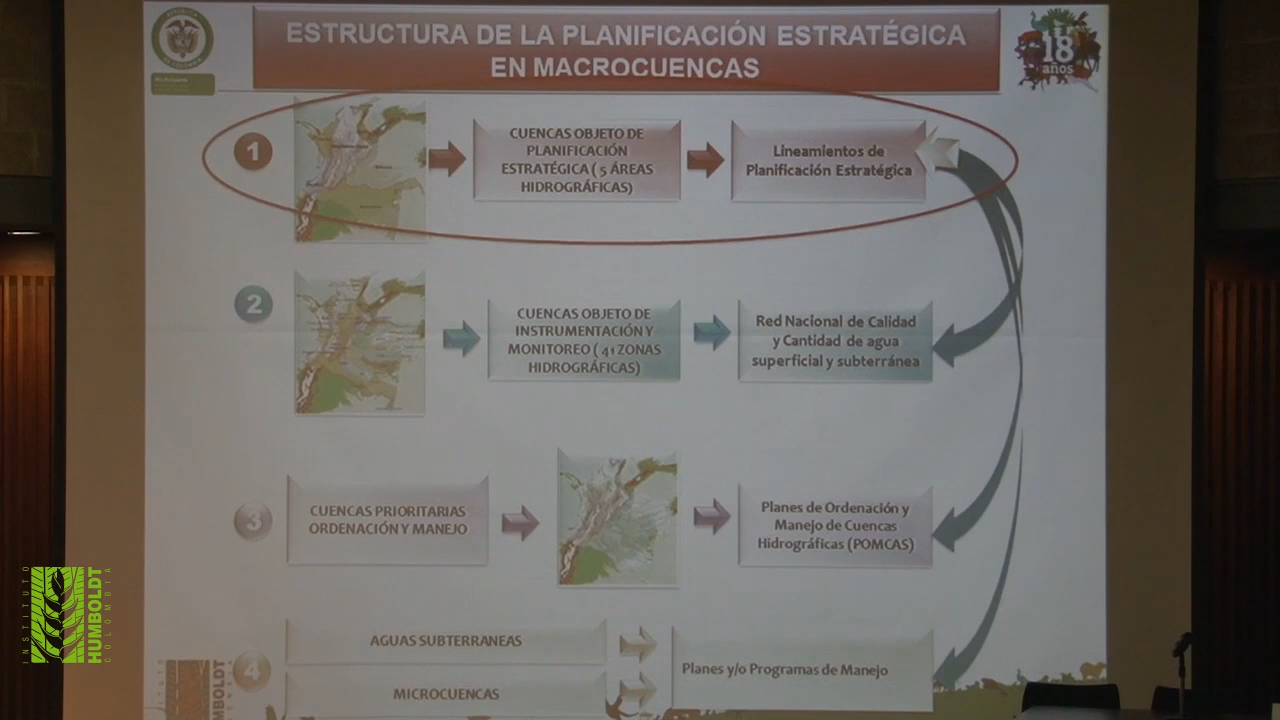 ESTRUCTURA DE LA PLANIFICACIÓN ESTRATÉGICA
EN MACROCUENCAS
18
años
1
CUENCAS OBJETO DE
PLANIFICACIÓN
ESTRATÉGICA ( 5 ÁREAS
HIDROGRÁFICAS)
Lineamientos de
Planificación Estratégica
2
CUENCAS OBJETO DE
INSTRUMENTACIÓN Y
MONITOREO ( 41 ZONAS
HIDROGRÁFICAS)
Red Nacional de Calidad
y Cantidad de agua
superficial y subterránea
3
CUENCAS PRIORITARIAS
ORDENACIÓN Y MANEJO
Planes de Ordenación y
Manejo de Cuencas
Hidrográficas (POMCAS)
4
AGUAS SUBTERRANEAS
MICROCUENCAS
Planes y/o Programas de Manejo
INSTITUTO
HUMBOLDT
COLOMBIA